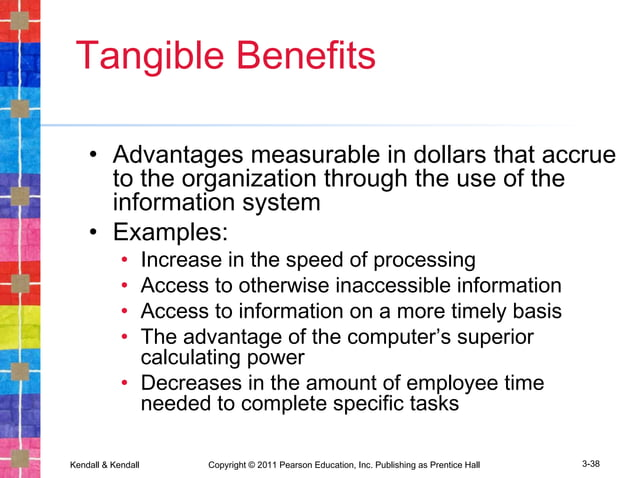 Tangible Benefits
• Advantages measurable in dollars that accrue
to the organization through the use of the
information system
• Examples:
• Increase in the speed of processing
• Access to otherwise inaccessible information
• Access to information on a more timely basis
• The advantage of the computer’s superior
calculating power
• Decreases in the amount of employee time
needed to complete specific tasks
Kendall & Kendall
Copyright © 2011 Pearson Education, Inc. Publishing as Prentice Hall
3-38